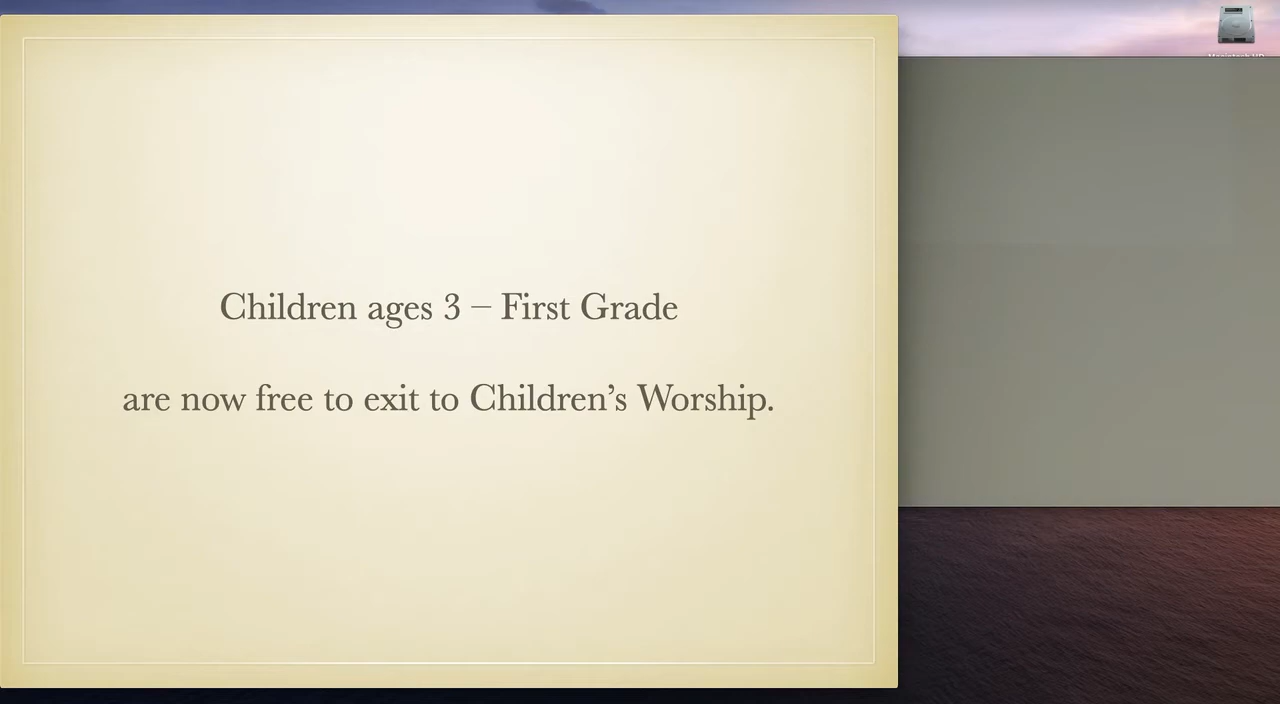 Children ages 3 – First Grade
are now free to exit to Children’s Worship.